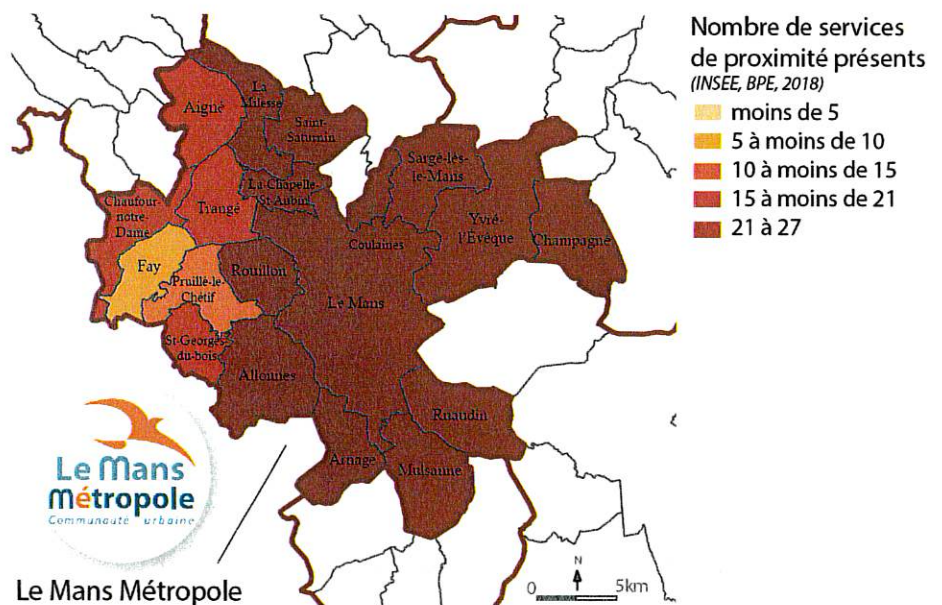 Nombre de services
de proximité présents
(INSEE, BPE, 2018)
moins de 5
5 à moins de 10
10 à moins de 15
15 à moins de 21
21 à 27
Aigné
La
Milesse
Saint-
Saturnin
Sargé-lès-
le-Mans
Chaufour-
notre-
Dame
Trangé
La-Chapelle-
St-Aubin
Yvré-
l'Évêque
Champagné
Coulaines
Fay
Pruillé-le-
Chétif
Rouillon
Le Mans
St-Georges
du-bois
Allonnes
Ruaudin
Arnage
Mulsanne
Le Mans
Métropole
Communauté urbaine
Le Mans Métropole
N
0 5km